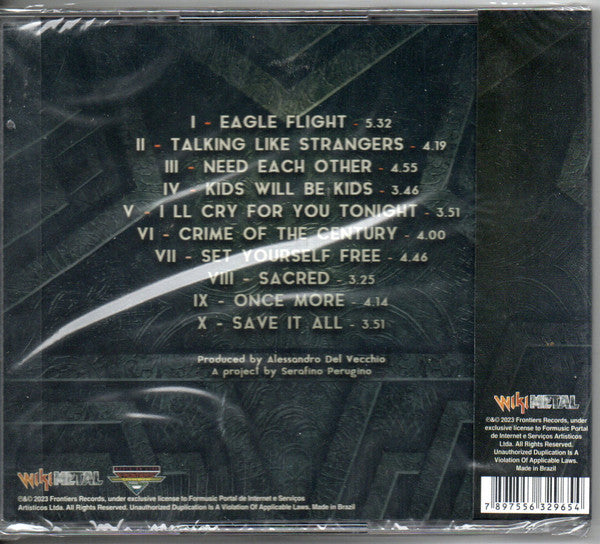 I - EAGLE FLIGHT - 5.32
II - TALKING LIKE STRANGERS - 4.19
III - NEED EACH OTHER - 4.55
IV - KIDS WILL BE KIDS - 3.46
V - I LL CRY FOR YOU TONIGHT - 3.51
VI - CRIME OF THE CENTURY - 4.00
VII - SET YOURSELF FREE - 4.46
VIII - SACRED - 3.25
IX - ONCE MORE - 4.14
X - SAVE IT ALL - 3.51
Produced by Alessandro Del Vecchio
A project by Serafino Perugino
WIKIMETAL
℗&© 2023 Frontiers Records, under exclusive license to Formusic Portal de Internet e Serviços
Artísticos Ltda. All Rights Reserved. Unauthorized Duplication Is A Violation Of Applicable Laws. Made in Brazil
WIKIMETAL
℗&© 2023 Frontiers Records, under
exclusive license to Formusic Portal
de Internet e Serviços Artísticos
Ltda. All Rights Reserved.
Unauthorized Duplication Is A
Violation Of Applicable Laws.
Made in Brazil
7 897556 329654